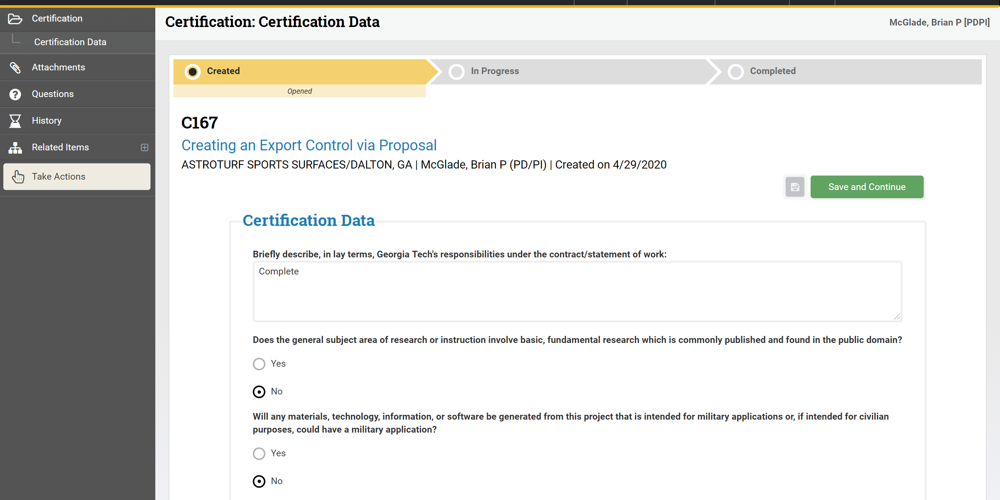 Certification
Certification Data
Attachments
Questions
History
Related Items
Take Actions
Certification: Certification Data
McGlade, Brian P [PDPI]
Created
In Progress
Completed
Opened
C167
Creating an Export Control via Proposal
ASTROTURF SPORTS SURFACES/DALTON, GA | McGlade, Brian P (PD/PI) | Created on 4/29/2020
Save and Continue
Certification Data
Briefly describe, in lay terms, Georgia Tech's responsibilities under the contract/statement of work:
Complete
Does the general subject area of research or instruction involve basic, fundamental research which is commonly published and found in the public domain?
Yes
No
Will any materials, technology, information, or software be generated from this project that is intended for military applications or, if intended for civilian
purposes, could have a military application?
Yes
No